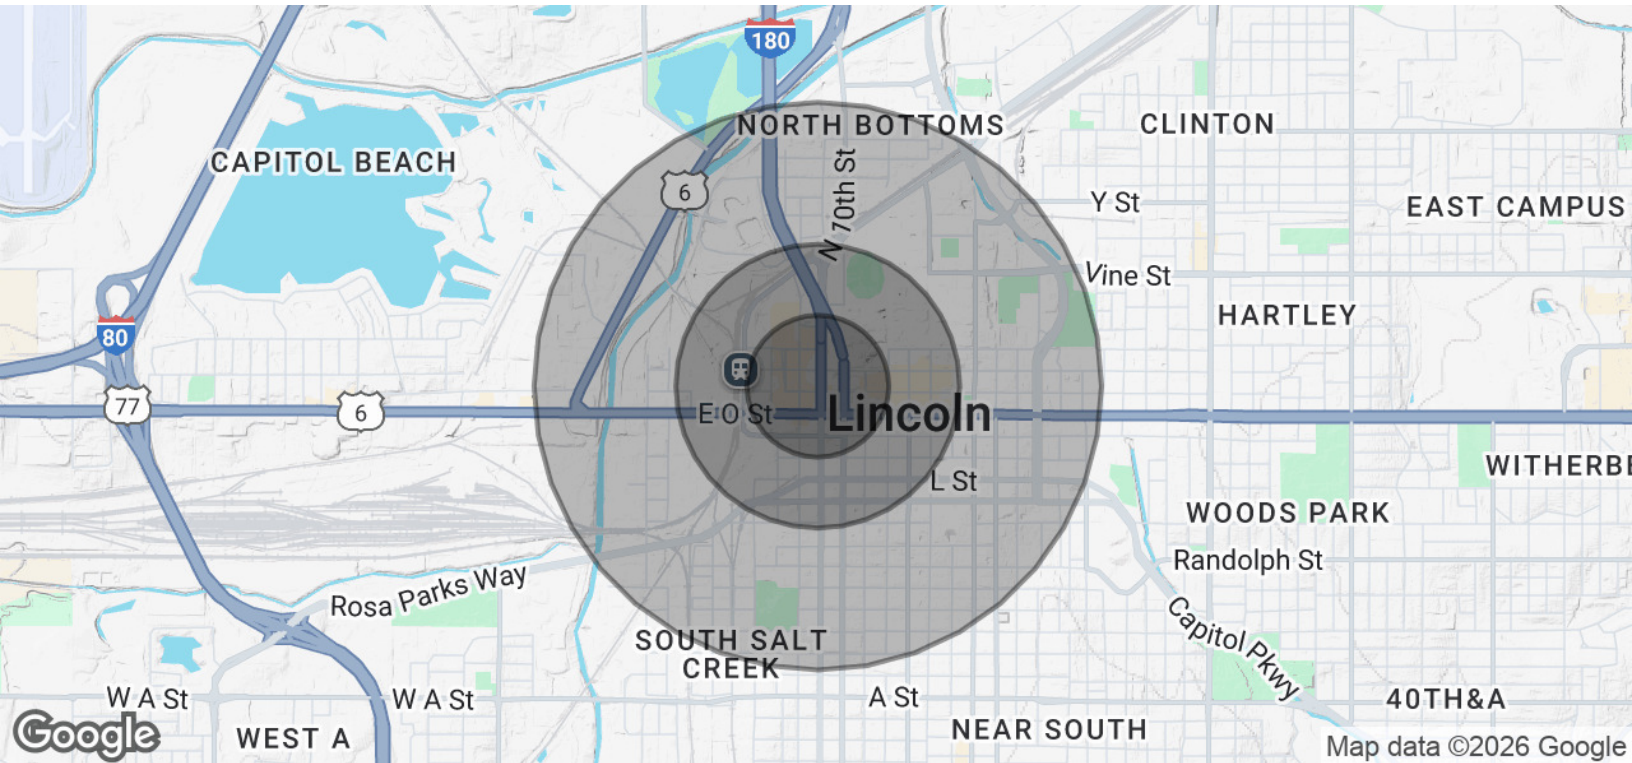 180
NORTH BOTTOMS
CLINTON
CAPITOL BEACH
6
N 70th St
Y St
EAST CAMPUS
Vine St
HARTLEY
80
77
6
E O St
Lincoln
L St
WITHERBE
WOODS PARK
Randolph St
Rosa Parks Way
Capitol Pkwy
SOUTH SALT
CREEK
W A St
W A St
A St
40TH&A
WEST A
NEAR SOUTH
Google
Map data ©2026 Google